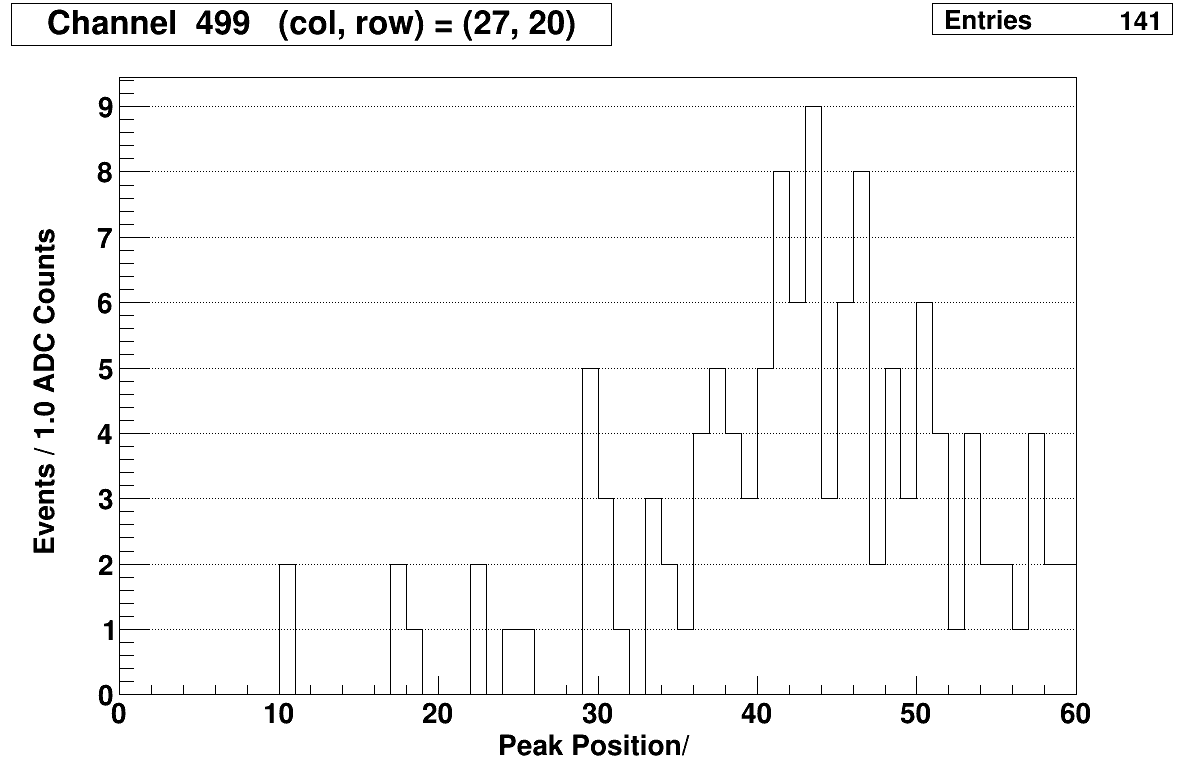 Channel 499 (col, row) = (27, 20)
Entries 141
Events / 1.0 ADC Counts
9
8
7
6
5
4
3
2
1
0
0 10 20 30 40 50 60
Peak Position/